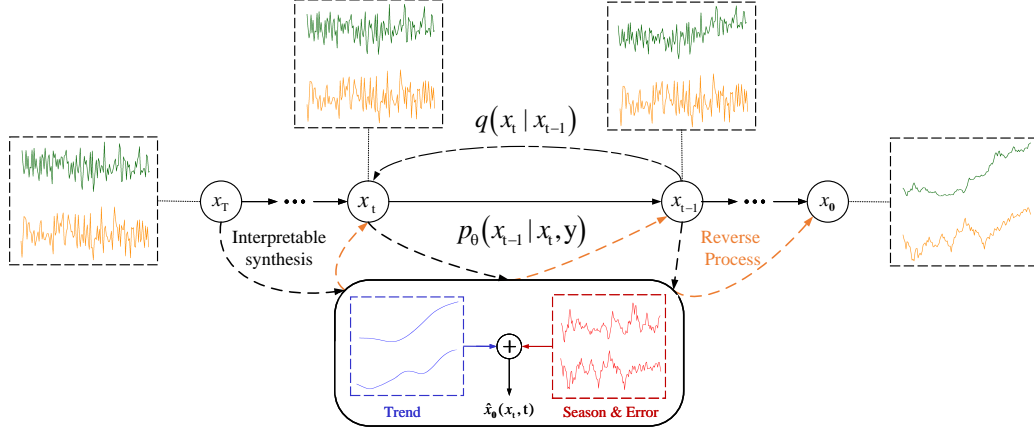 q(x_t | x_{t-1})
x_T
x_t
x_{t-1}
x_0
Interpretable
synthesis
p_θ(x_{t-1} | x_t, y)
Reverse
Process
+
x̂_0(x_t, t)
Trend
Season & Error